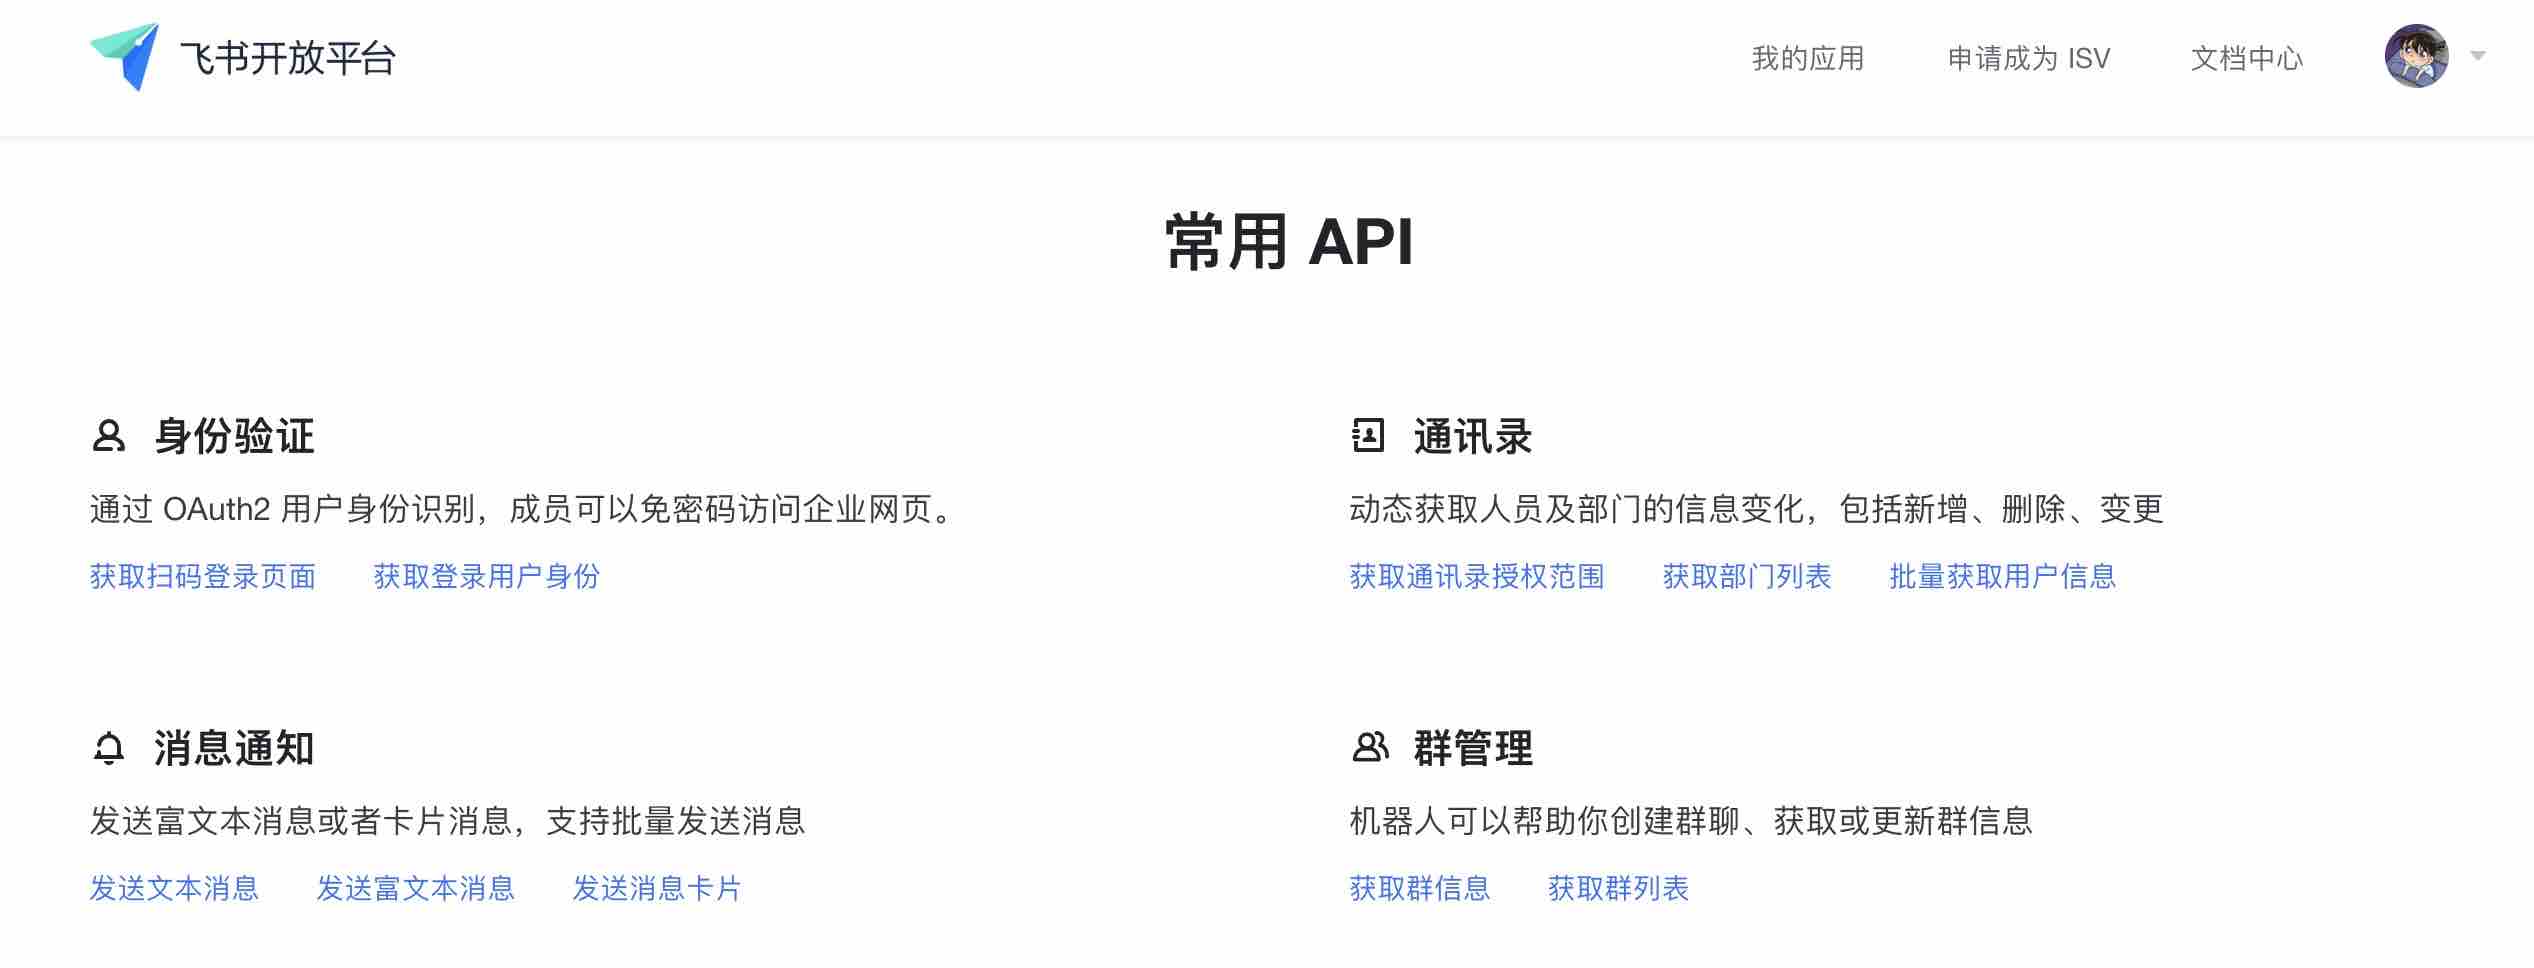 飞书开放平台 我的应用 申请成为 ISV 文档中心
常用 API
身份验证
通过 OAuth2 用户身份识别，成员可以免密码访问企业网页。
获取扫码登录页面 获取登录用户身份
通讯录
动态获取人员及部门的信息变化，包括新增、删除、变更
获取通讯录授权范围 获取部门列表 批量获取用户信息
消息通知
发送富文本消息或者卡片消息，支持批量发送消息
发送文本消息 发送富文本消息 发送消息卡片
群管理
机器人可以帮助你创建群聊、获取或更新群信息
获取群信息 获取群列表